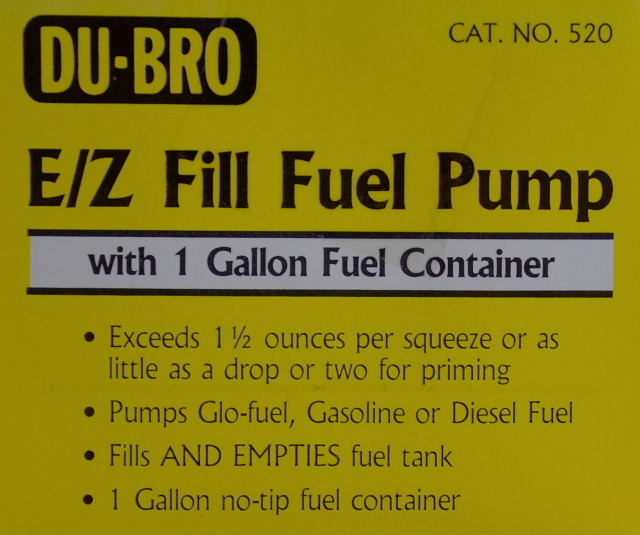 DU-BRO
CAT. NO. 520
E/Z Fill Fuel Pump
with 1 Gallon Fuel Container
• Exceeds 1 ½ ounces per squeeze or as
little as a drop or two for priming
• Pumps Glo-fuel, Gasoline or Diesel Fuel
• Fills AND EMPTIES fuel tank
• 1 Gallon no-tip fuel container